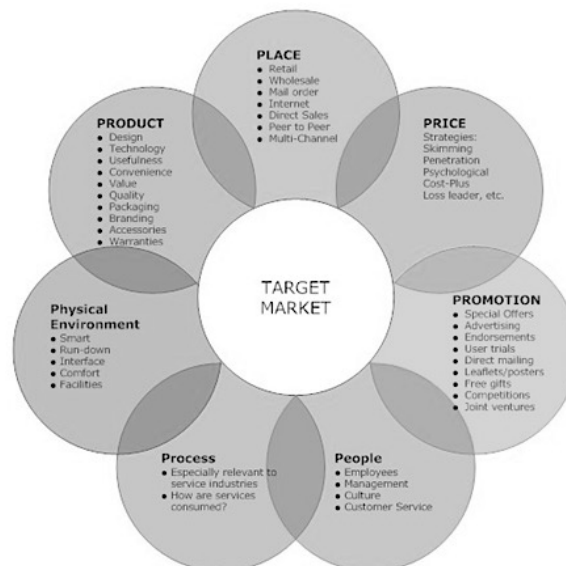 PLACE
Retail
Wholesale
Mail order
Internet
Direct Sales
Peer to Peer
Multi-Channel
PRODUCT
Design
Technology
Usefulness
Convenience
Value
Quality
Packaging
Branding
Accessories
Warranties
PRICE
Strategies:
Skimming
Penetration
Psychological
Cost-Plus
Loss leader, etc.
TARGET
MARKET
Physical
Environment
Smart
Run-down
Interface
Comfort
Facilities
PROMOTION
Special Offers
Advertising
Endorsements
User trials
Direct mailing
Leaflets/posters
Free gifts
Competitions
Joint ventures
Process
Especially relevant to
service industries
How are services
consumed?
People
Employees
Management
Culture
Customer Service